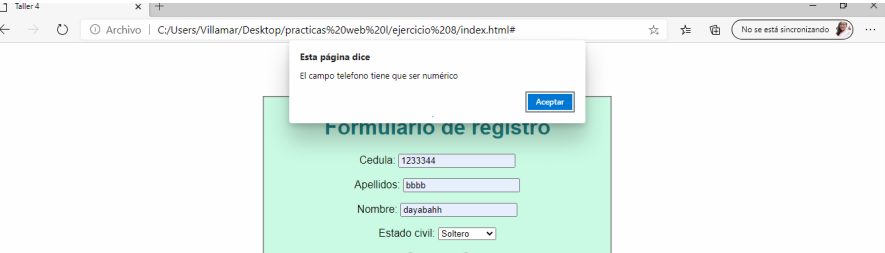 Taller 4
Archivo C:/Users/Villamar/Desktop/practicas%20web%20I/ejercicio%208/index.html#
No se está sincronizando
Esta página dice
El campo telefono tiene que ser numérico
Aceptar
Formulario de registro
Cedula: 1233344
Apellidos: bbbb
Nombre: dayabahh
Estado civil: Soltero